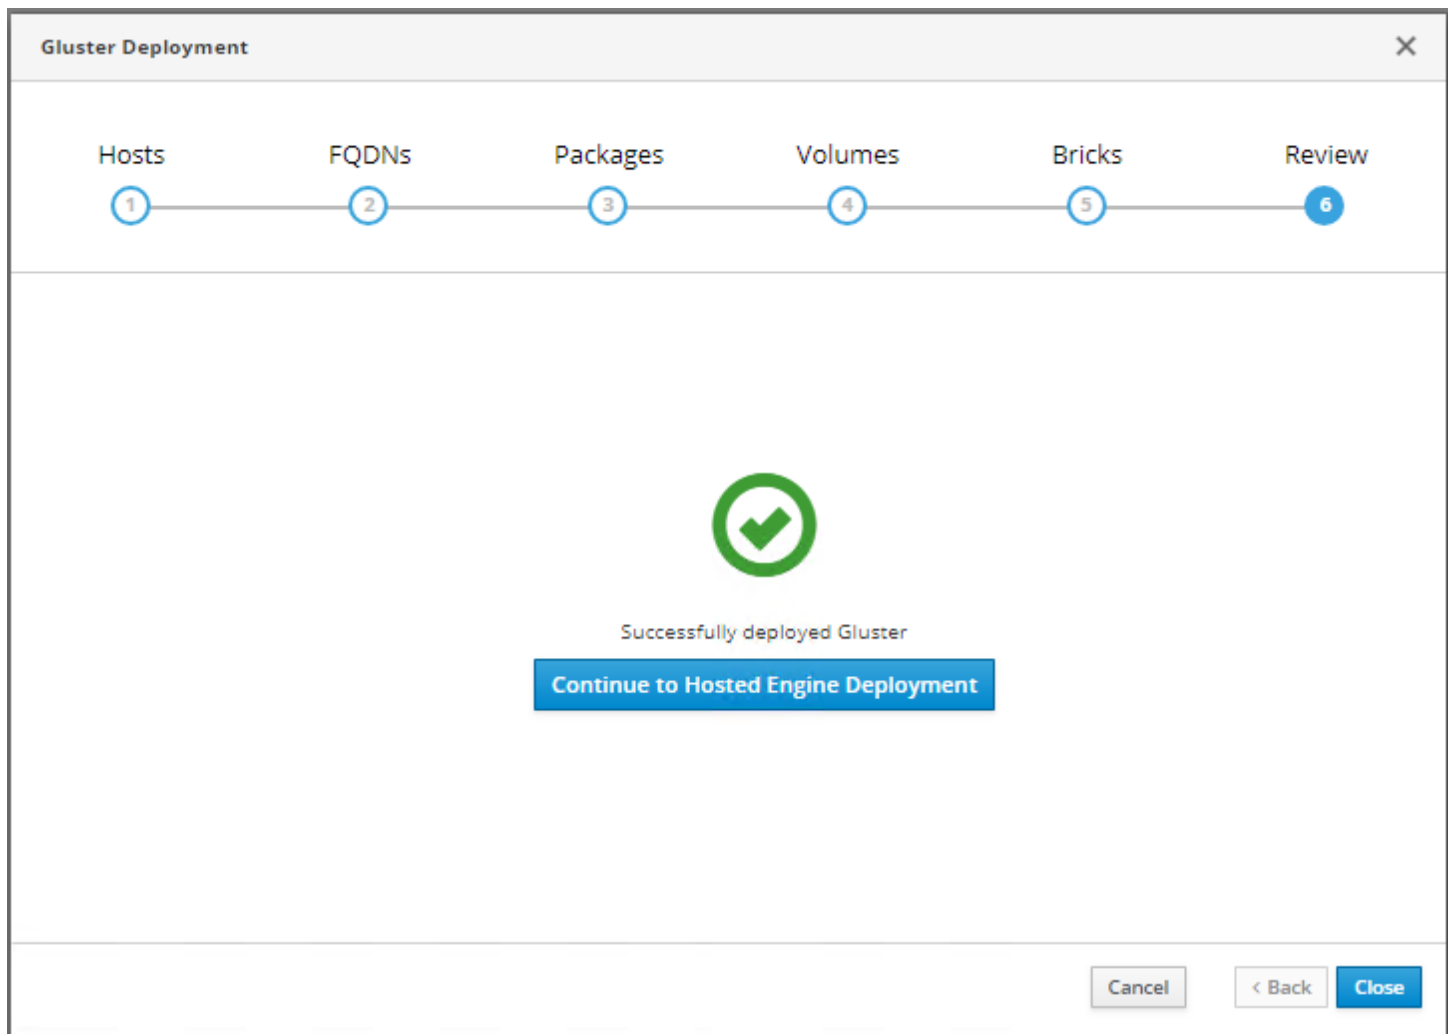 Gluster Deployment ×
Hosts FQDNs Packages Volumes Bricks Review
1 2 3 4 5 6
Successfully deployed Gluster
Continue to Hosted Engine Deployment
Cancel < Back Close